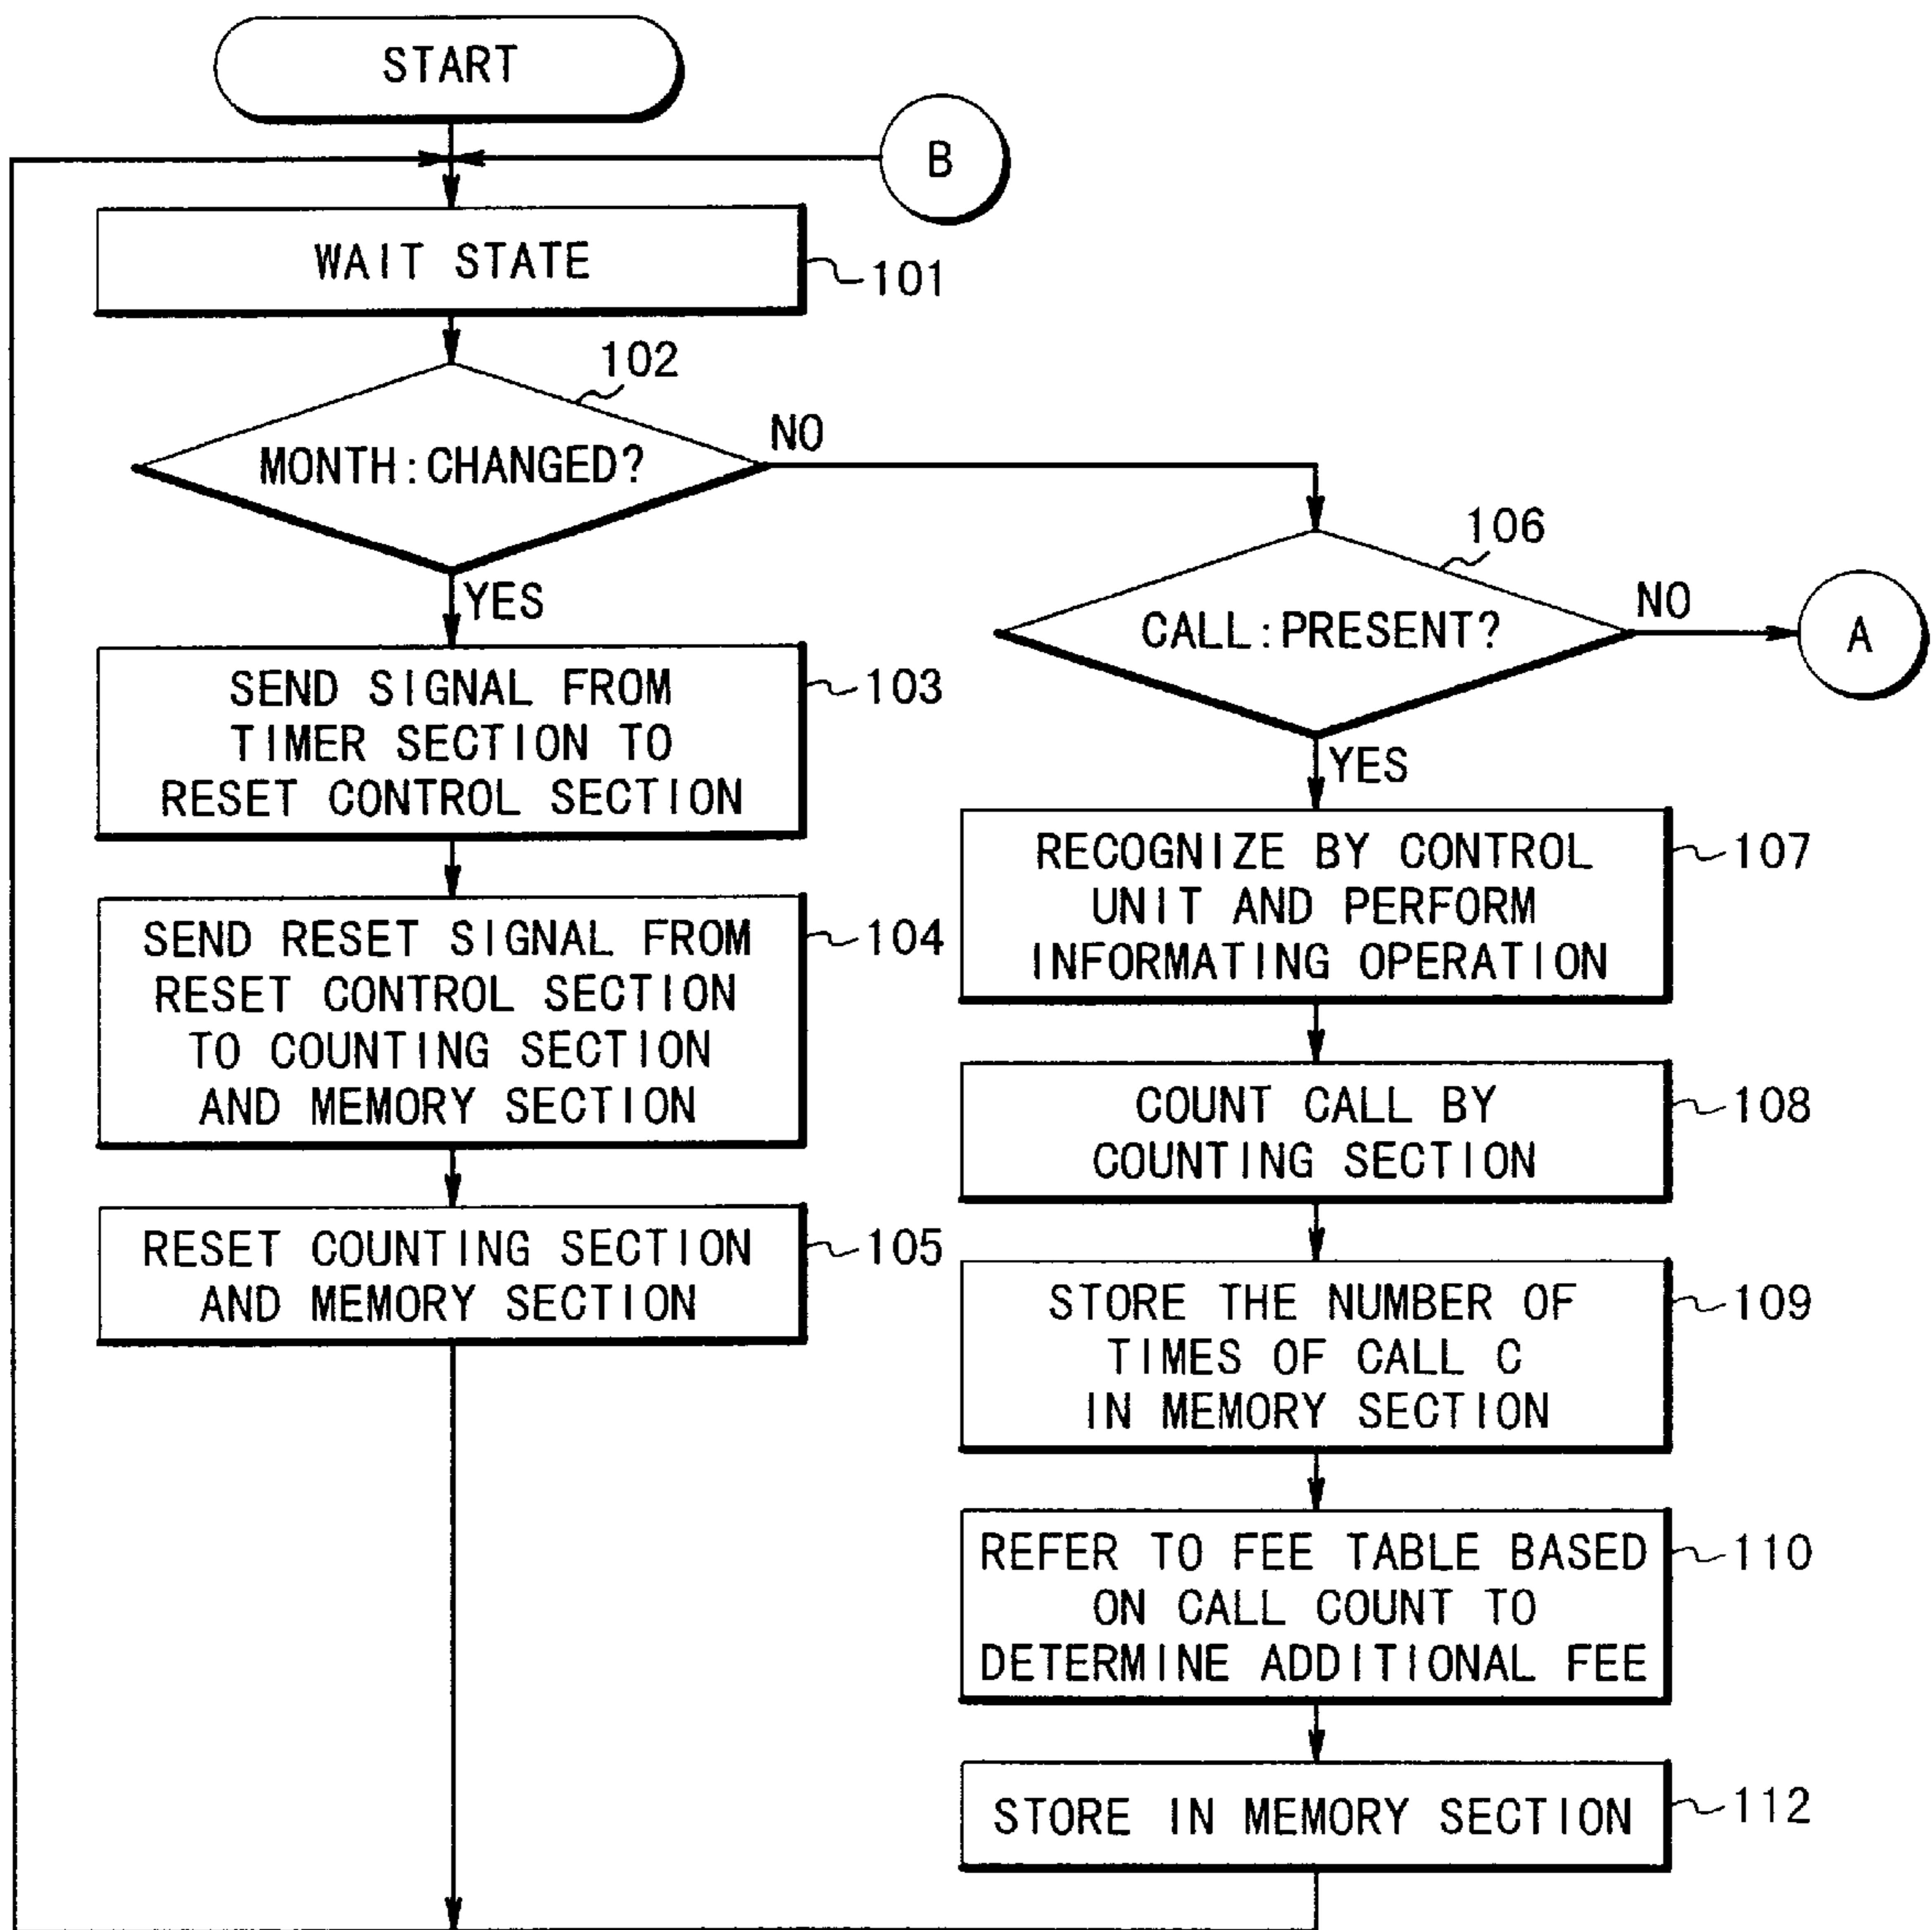 START
B
WAIT STATE
101
102
MONTH:CHANGED?
NO
YES
106
CALL:PRESENT?
NO
A
YES
SEND SIGNAL FROM
TIMER SECTION TO
RESET CONTROL SECTION
103
SEND RESET SIGNAL FROM
RESET CONTROL SECTION
TO COUNTING SECTION
AND MEMORY SECTION
104
RESET COUNTING SECTION
AND MEMORY SECTION
105
RECOGNIZE BY CONTROL
UNIT AND PERFORM
INFORMATING OPERATION
107
COUNT CALL BY
COUNTING SECTION
108
STORE THE NUMBER OF
TIMES OF CALL C
IN MEMORY SECTION
109
REFER TO FEE TABLE BASED
ON CALL COUNT TO
DETERMINE ADDITIONAL FEE
110
STORE IN MEMORY SECTION
112